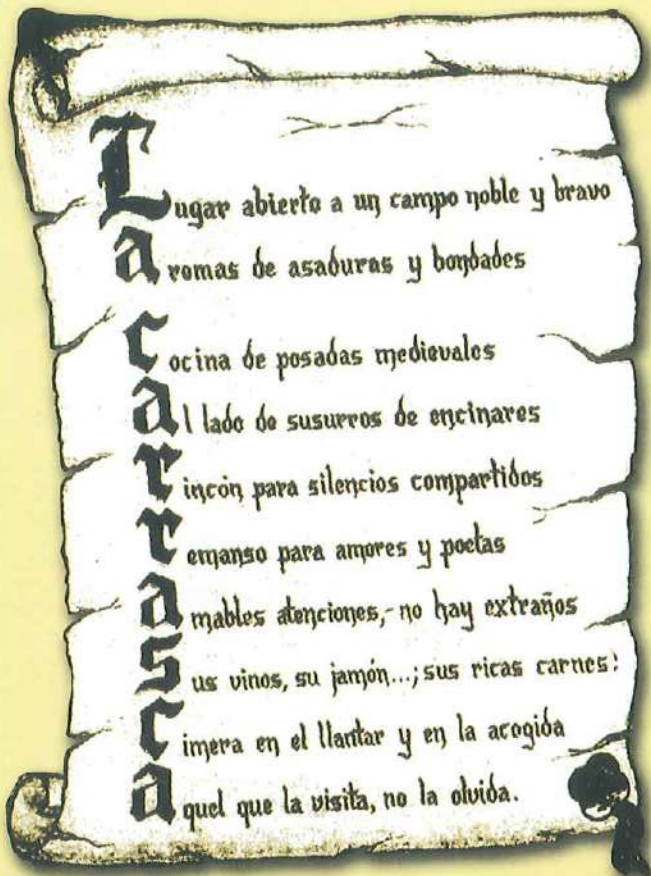 Lugar abierto a un campo noble y bravo
aromas de asaduras y bondades
cocina de posadas medievales
al lado de susurros de encinares
rincón para silencios compartidos
remanso para amores y poetas
amables atenciones,- no hay extraños
sus vinos, su jamón...¡sus ricas carnes!
cimera en el llantar y en la acogida
aquel que la visita, no la olvida.